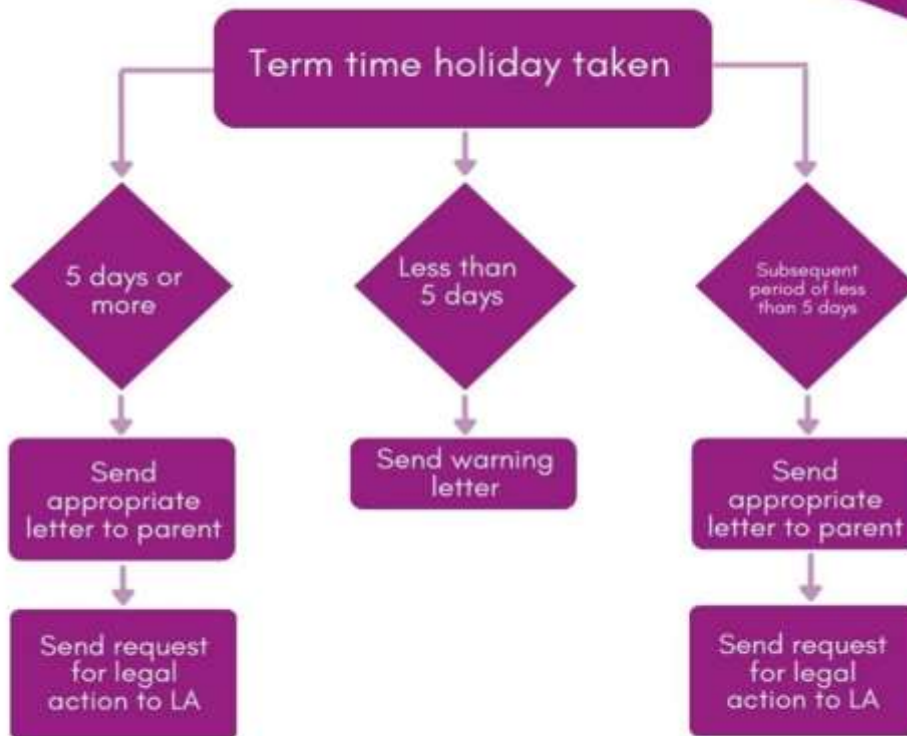 Term time holiday taken
5 days or
more
Less than
5 days
Subsequent
period of less
than 5 days
Send
appropriate
letter to parent
Send warning
letter
Send
appropriate
letter to parent
Send request
for legal
action to LA
Send request
for legal
action to LA